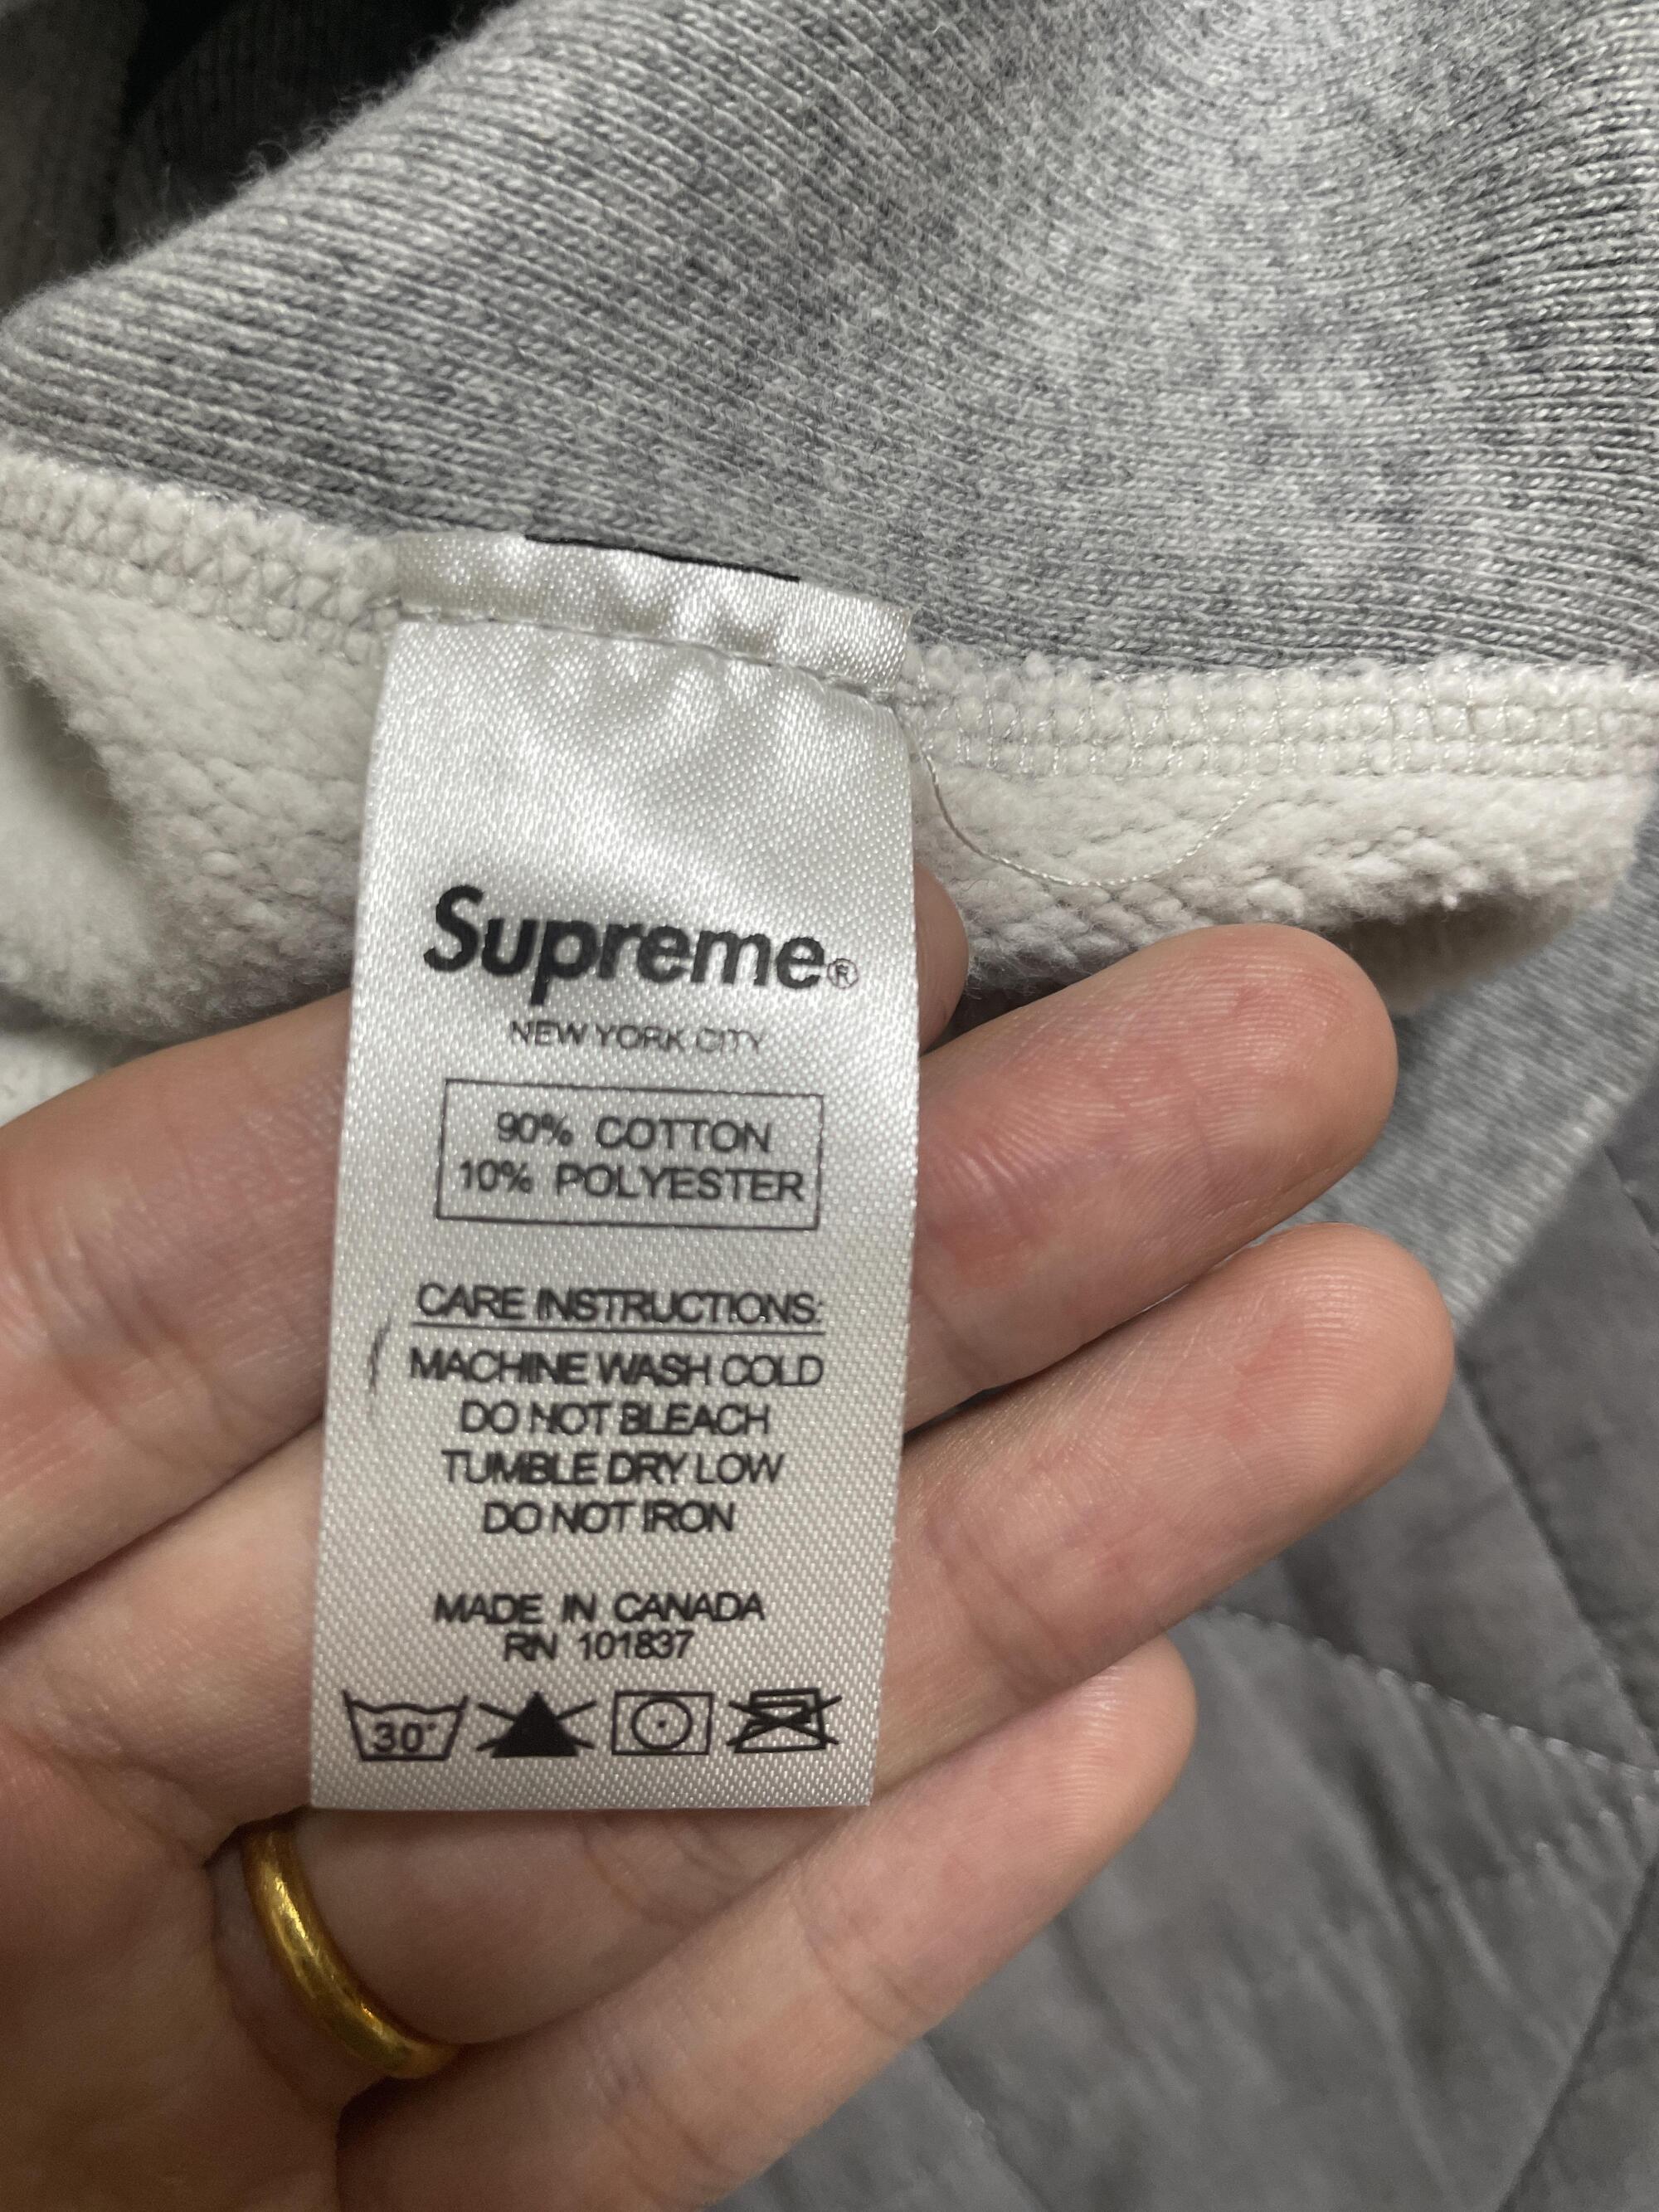 Supreme®
NEW YORK CITY
90% COTTON
10% POLYESTER
CARE INSTRUCTIONS:
MACHINE WASH COLD
DO NOT BLEACH
TUMBLE DRY LOW
DO NOT IRON
MADE IN CANADA
RN 101837
30°